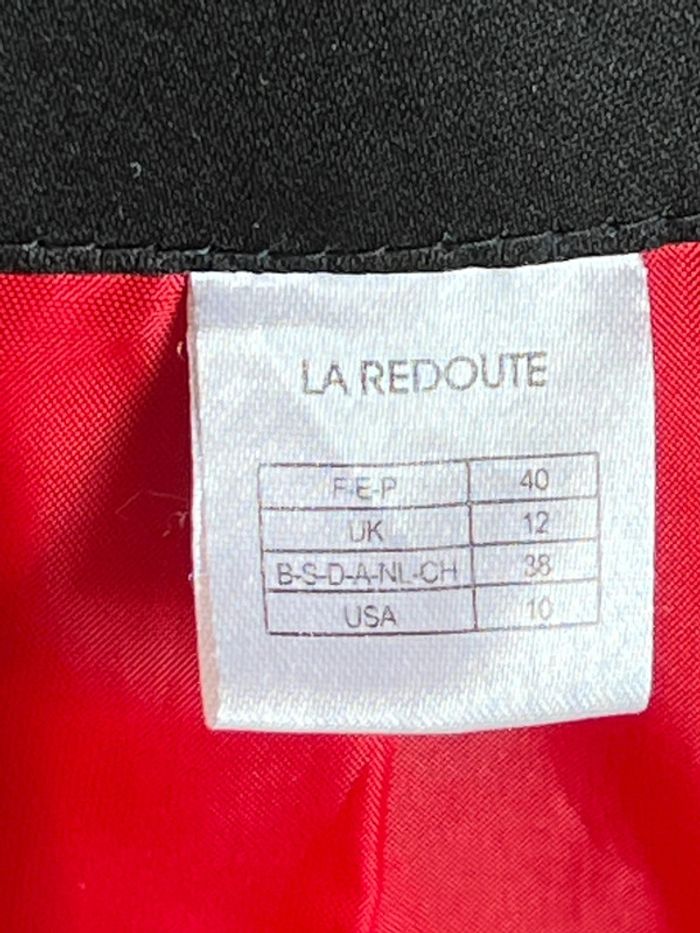 LA REDOUTE
F-E-P 40
UK 12
B-S-D-A-NL-CH 38
USA 10